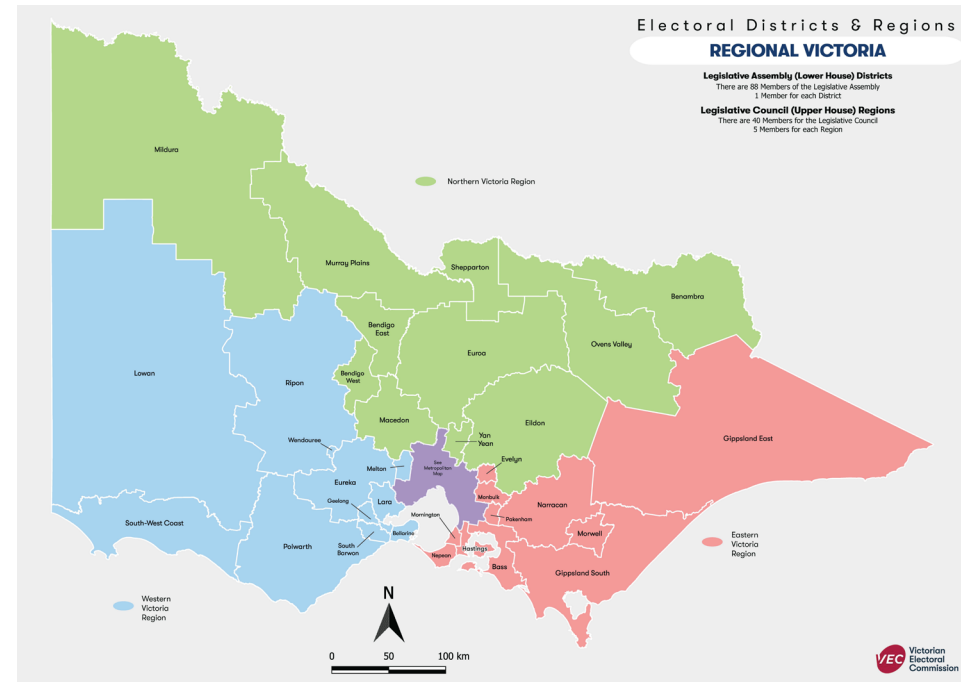 Electoral Districts & Regions
REGIONAL VICTORIA
Legislative Assembly (Lower House) Districts
There are 88 Members of the Legislative Assembly
1 Member for each District
Legislative Council (Upper House) Regions
There are 40 Members for the Legislative Council
5 Members for each Region
Mildura
Northern Victoria Region
Murray Plains
Shepparton
Benambra
Bendigo
East
Ovens Valley
Euroa
Lowan
Bendigo
West
Ripon
Macedon
Eildon
Yan
Yean
Gippsland East
Wendouree
Evelyn
See
Metropolitan
Map
Melton
Eureka
Monbulk
Geelong
Lara
Narracan
Mornington
Pakenham
South-West Coast
Bellarine
Morwell
Polwarth
South
Barwon
Nepean
Hastings
Eastern
Victoria
Region
Bass
Gippsland South
Western
Victoria
Region
N
0 50 100 km
VEC
Victorian
Electoral
Commission